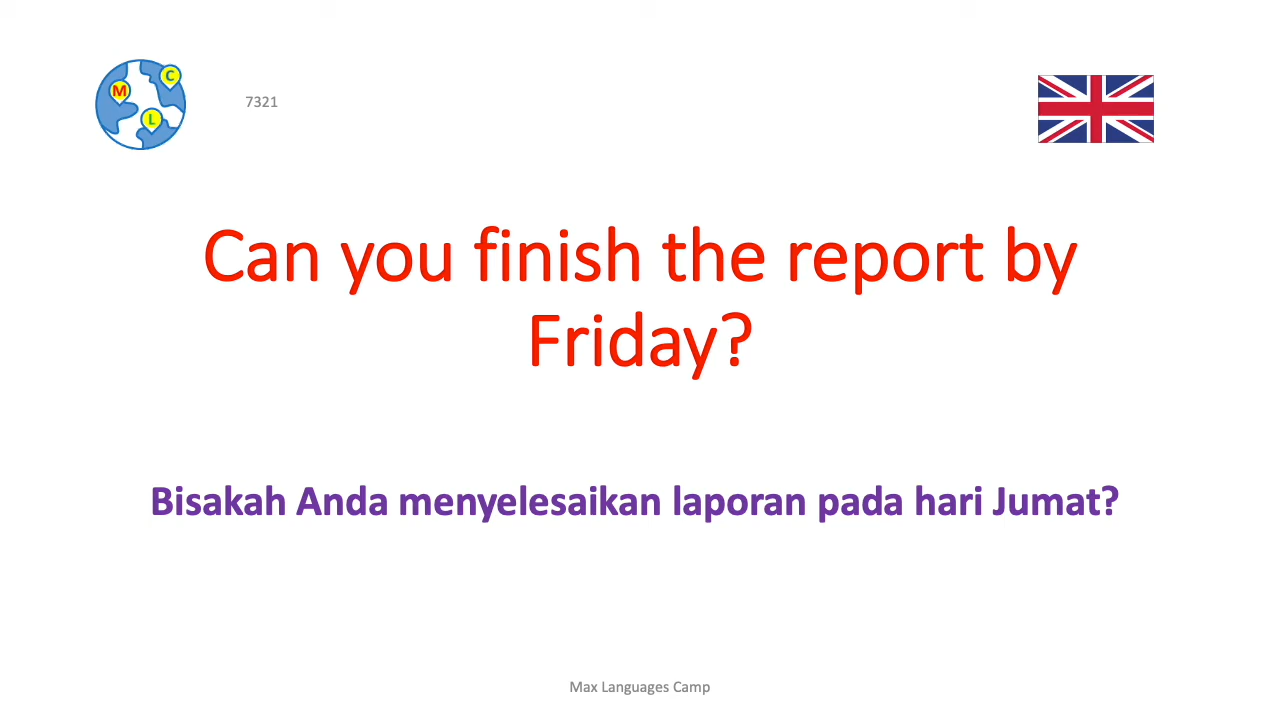 M
C
L
7321
Can you finish the report by
Friday?
Bisakah Anda menyelesaikan laporan pada hari Jumat?
Max Languages Camp